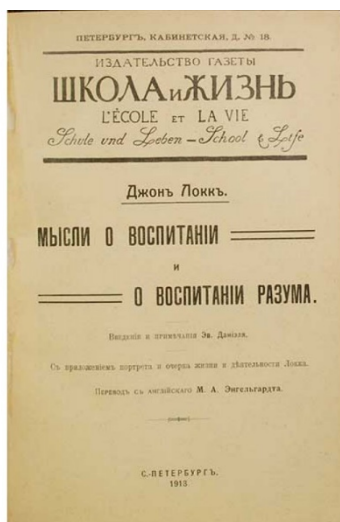 ПЕТЕРБУРГЪ, КАБИНЕТСКАЯ, Д. № 18.
ИЗДАТЕЛЬСТВО ГАЗЕТЫ
ШКОЛА и ЖИЗНЬ
L'ÉCOLE ET LA VIE
Schule und Leben – School & Life
Джонъ Локкъ.
МЫСЛИ О ВОСПИТАНІИ
И
О ВОСПИТАНІИ РАЗУМА.
Введенія и примѣчанія Эв. Даніэля.
Съ приложеніемъ портрета и очерка жизни и дѣятельности Локка.
Переводъ съ англійскаго М. А. Энгельгардта.
С.-ПЕТЕРБУРГЪ.
1913.